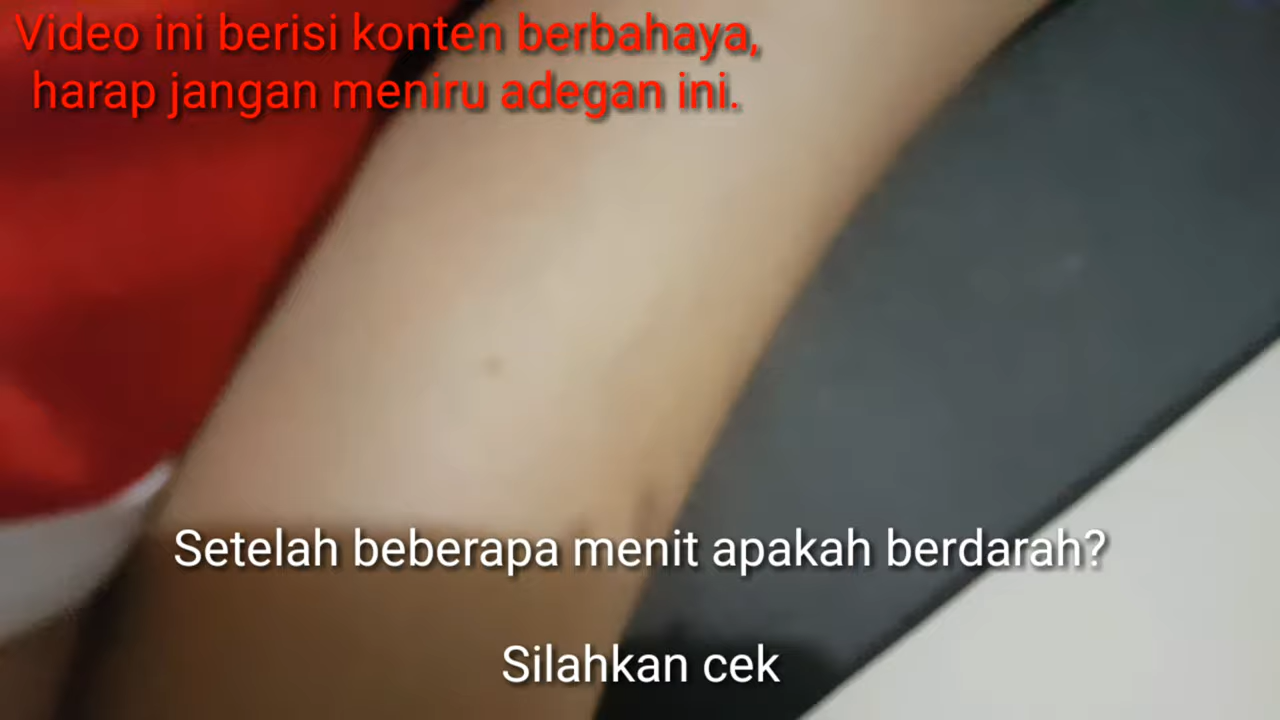 Video ini berisi konten berbahaya,
harap jangan meniru adegan ini.
Setelah beberapa menit apakah berdarah?
Silahkan cek